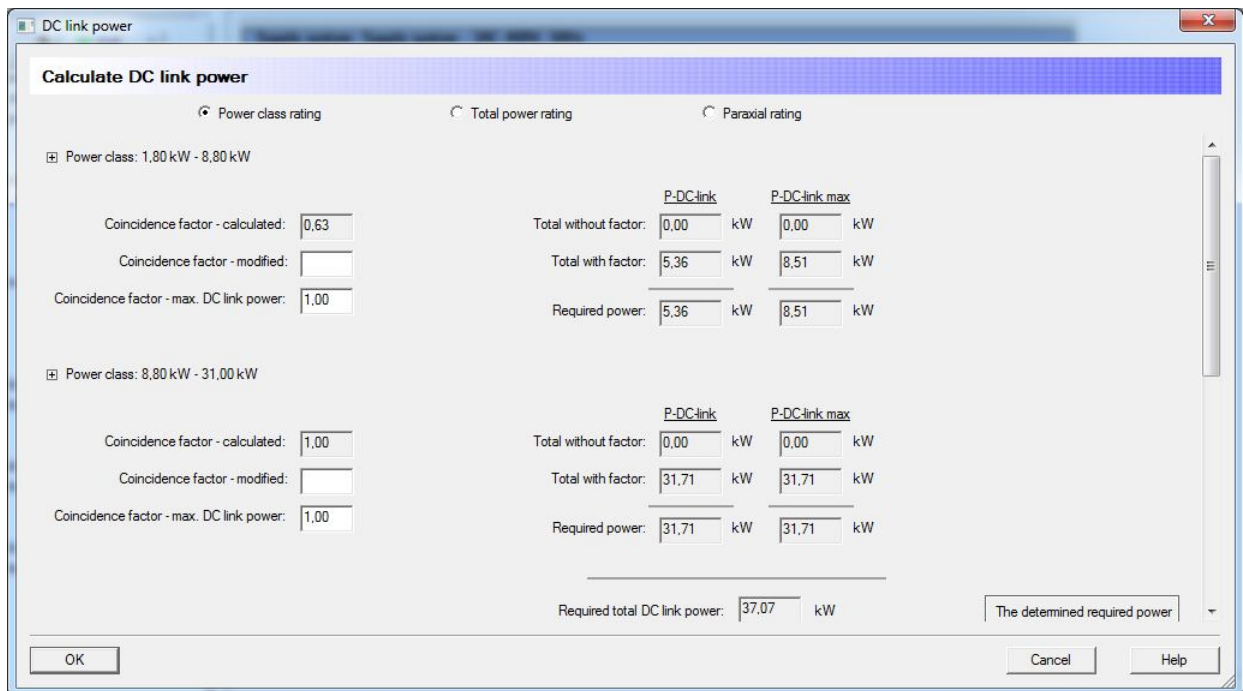 DC link power
Calculate DC link power
Power class rating Total power rating Paraxial rating
Power class: 1,80 kW - 8,80 kW
P-DC-link P-DC-link max
Coincidence factor - calculated: 0,63 Total without factor: 0,00 kW 0,00 kW
Coincidence factor - modified: Total with factor: 5,36 kW 8,51 kW
Coincidence factor - max. DC link power: 1,00 Required power: 5,36 kW 8,51 kW
Power class: 8,80 kW - 31,00 kW
P-DC-link P-DC-link max
Coincidence factor - calculated: 1,00 Total without factor: 0,00 kW 0,00 kW
Coincidence factor - modified: Total with factor: 31,71 kW 31,71 kW
Coincidence factor - max. DC link power: 1,00 Required power: 31,71 kW 31,71 kW
Required total DC link power: 37,07 kW The determined required power
OK Cancel Help